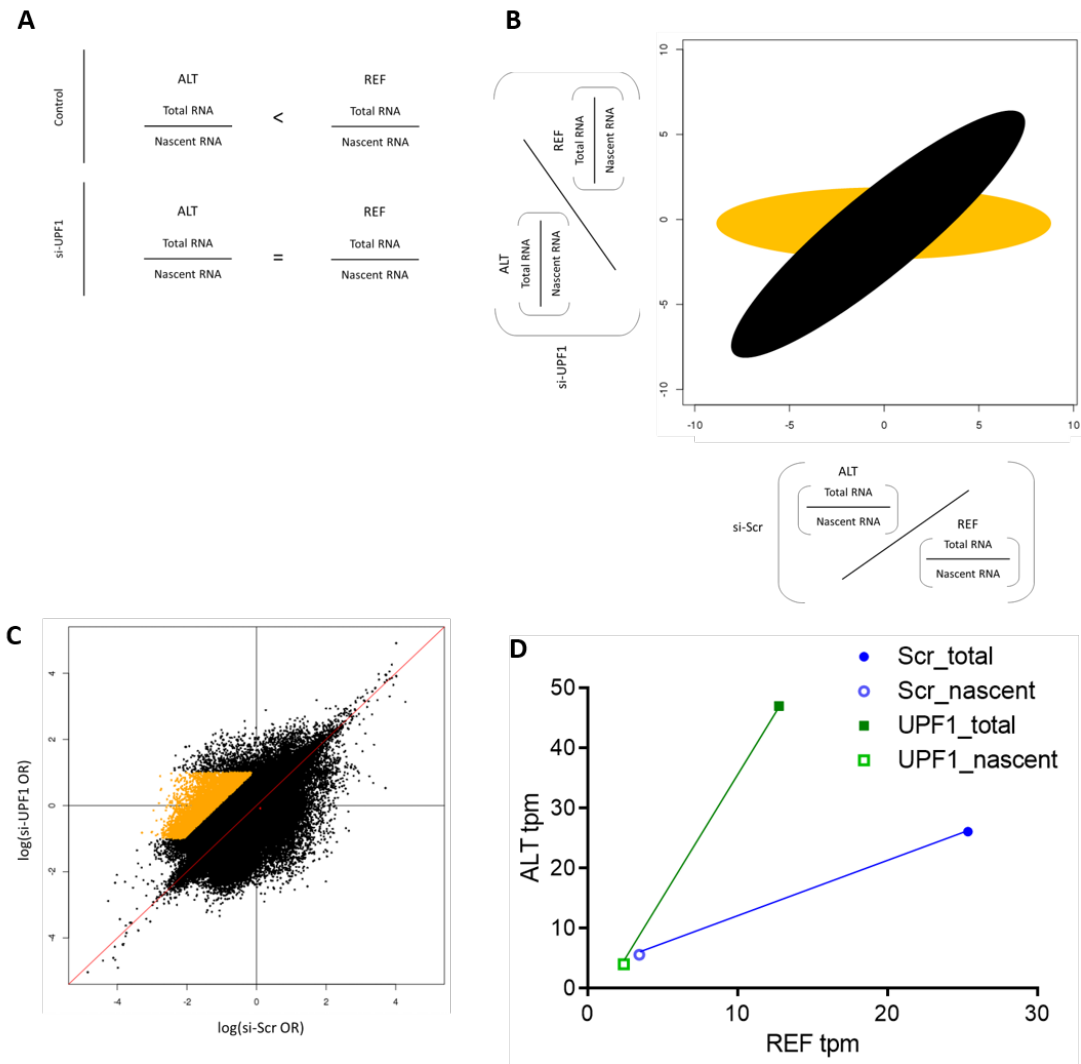 A
Control
ALT
Total RNA
Nascent RNA
<
REF
Total RNA
Nascent RNA
si-UPF1
ALT
Total RNA
Nascent RNA
=
REF
Total RNA
Nascent RNA
B
si-UPF1
ALT
Total RNA
Nascent RNA
REF
Total RNA
Nascent RNA
10
5
0
-5
-10
-10 -5 0 5 10
si-Scr
ALT
Total RNA
Nascent RNA
REF
Total RNA
Nascent RNA
C
log(si-UPF1 OR)
4
2
0
-2
-4
-4 -2 0 2 4
log(si-Scr OR)
D
Scr_total
Scr_nascent
UPF1_total
UPF1_nascent
ALT tpm
50
40
30
20
10
0
0 10 20 30
REF tpm